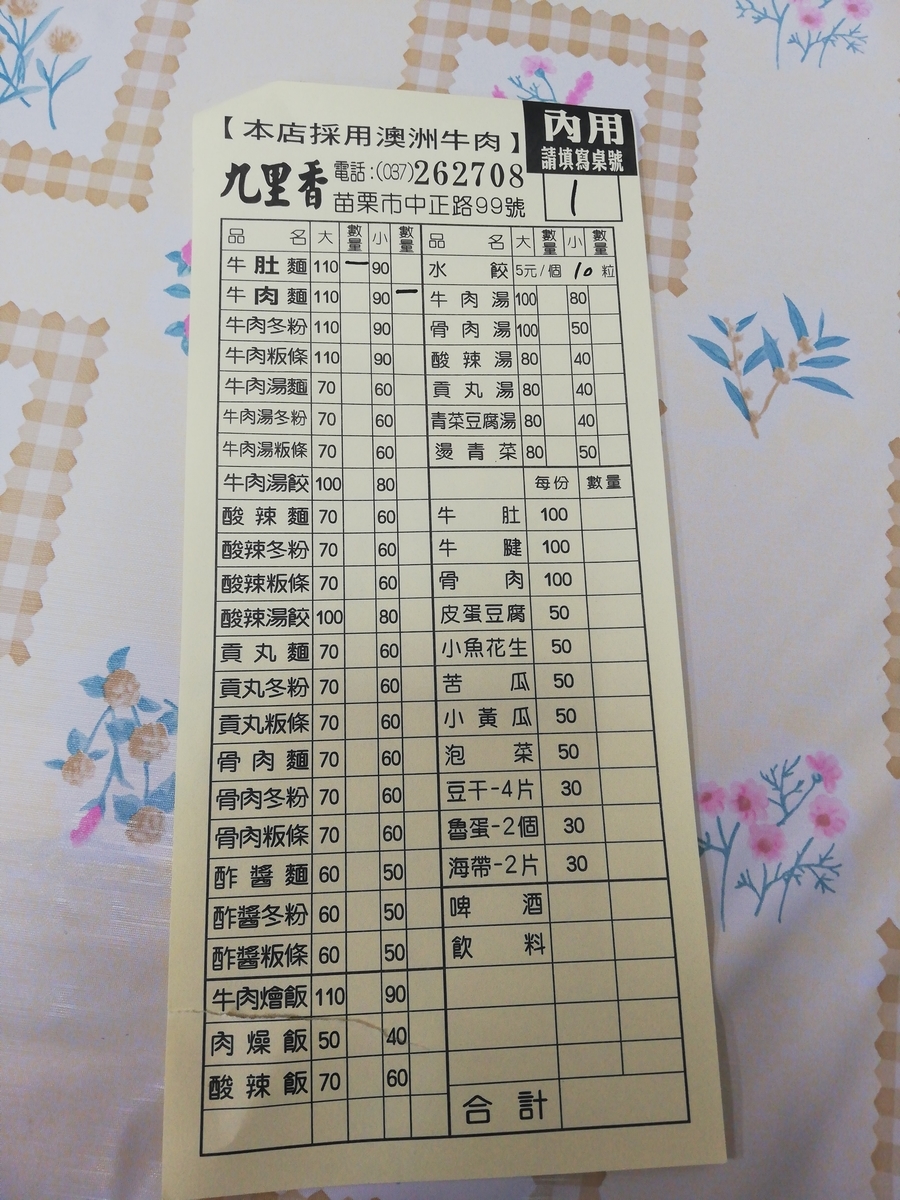 【本店採用澳洲牛肉】
內用
請填寫桌號
1
九里香
電話:(037)262708
苗栗市中正路99號
品名 大 數量 小 數量
牛肚麵 110 一 90
牛肉麵 110 90 一
牛肉冬粉 110 90
牛肉粄條 110 90
牛肉湯麵 70 60
牛肉湯冬粉 70 60
牛肉湯粄條 70 60
牛肉湯餃 100 80
酸辣麵 70 60
酸辣冬粉 70 60
酸辣粄條 70 60
酸辣湯餃 100 80
貢丸麵 70 60
貢丸冬粉 70 60
貢丸粄條 70 60
骨肉麵 70 60
骨肉冬粉 70 60
骨肉粄條 70 60
酢醬麵 60 50
酢醬冬粉 60 50
酢醬粄條 60 50
牛肉燴飯 110 90
肉燥飯 50 40
酸辣飯 70 60
品名 大 數量 小 數量
水餃 5元/個 10 粒
牛肉湯 100 80
骨肉湯 100 50
酸辣湯 80 40
貢丸湯 80 40
青菜豆腐湯 80 40
燙青菜 80 50
每份 數量
牛肚 100
牛腱 100
骨肉 100
皮蛋豆腐 50
小魚花生 50
苦瓜 50
小黃瓜 50
泡菜 50
豆干-4片 30
魯蛋-2個 30
海帶-2片 30
啤酒
飲料
合計